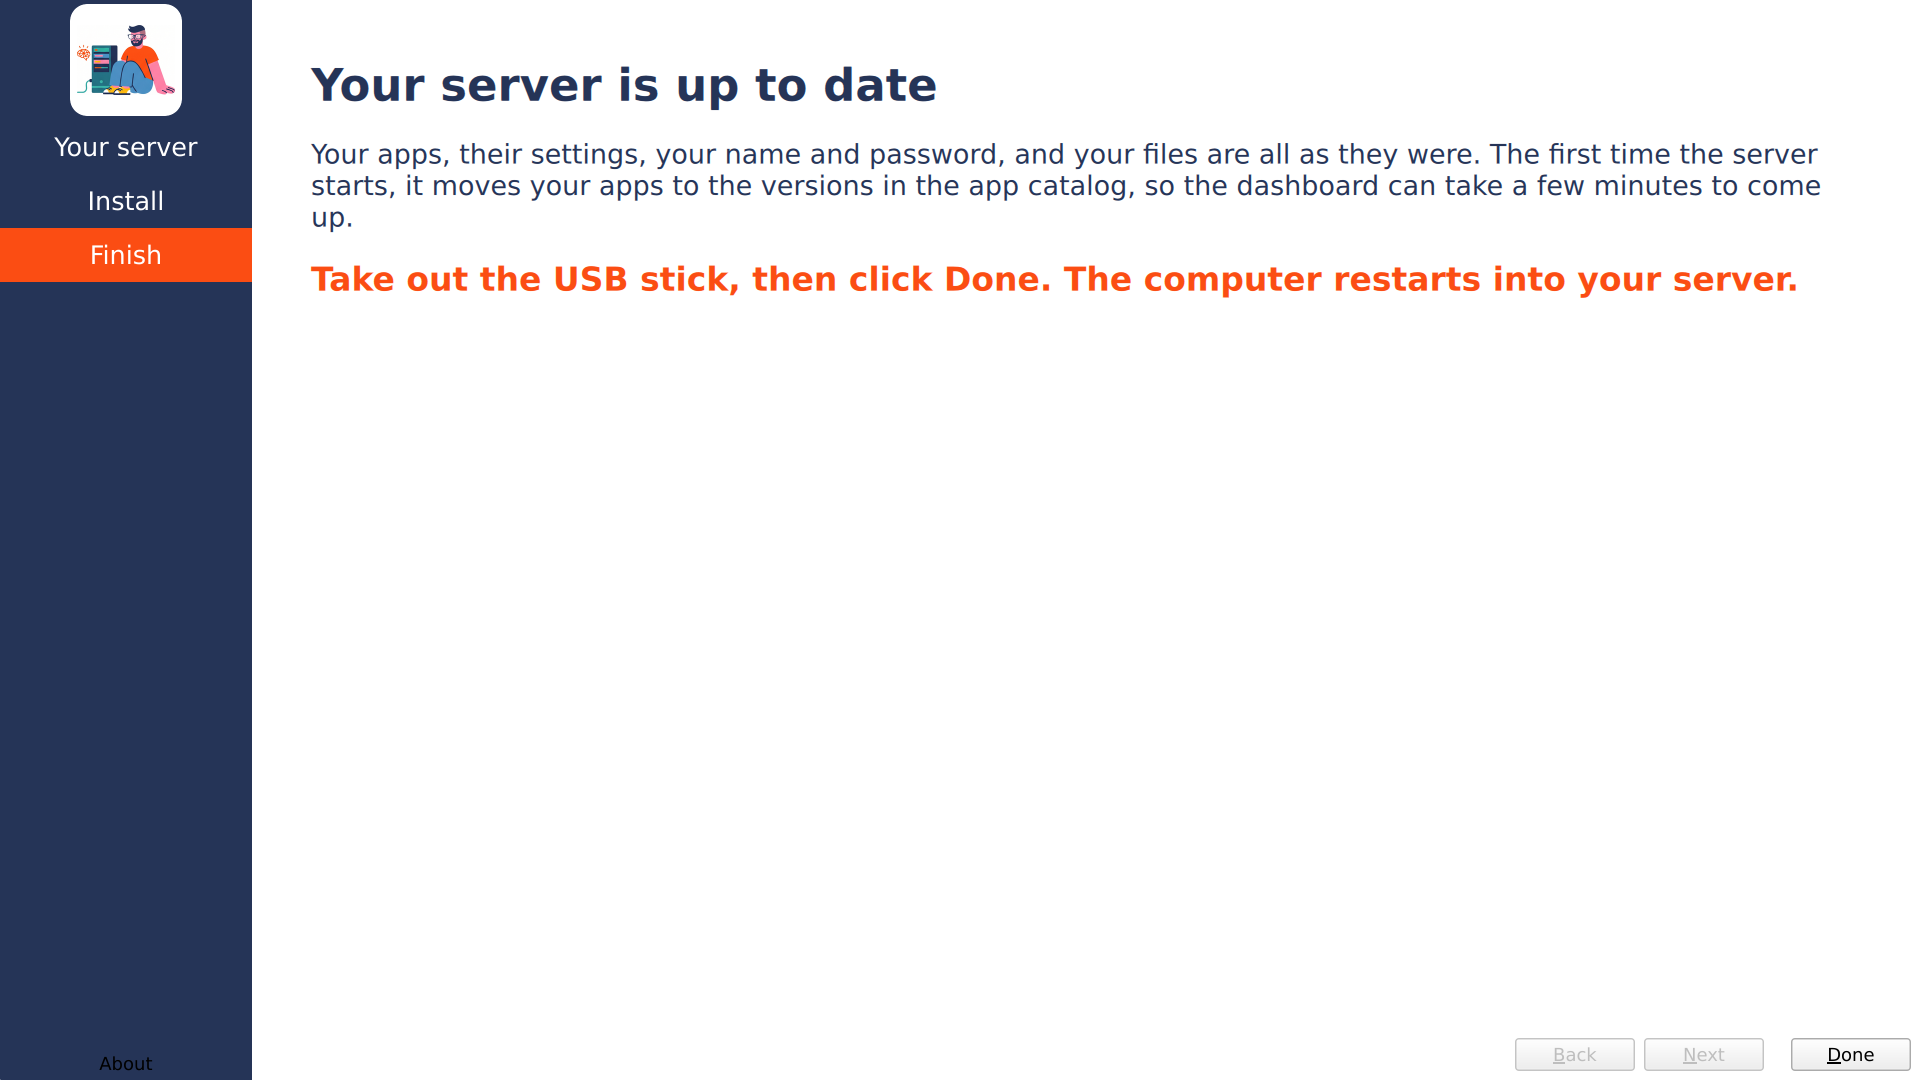 Your server
Install
Finish
About
Your server is up to date
Your apps, their settings, your name and password, and your files are all as they were. The first time the server
starts, it moves your apps to the versions in the app catalog, so the dashboard can take a few minutes to come
up.
Take out the USB stick, then click Done. The computer restarts into your server.
Back
Next
Done